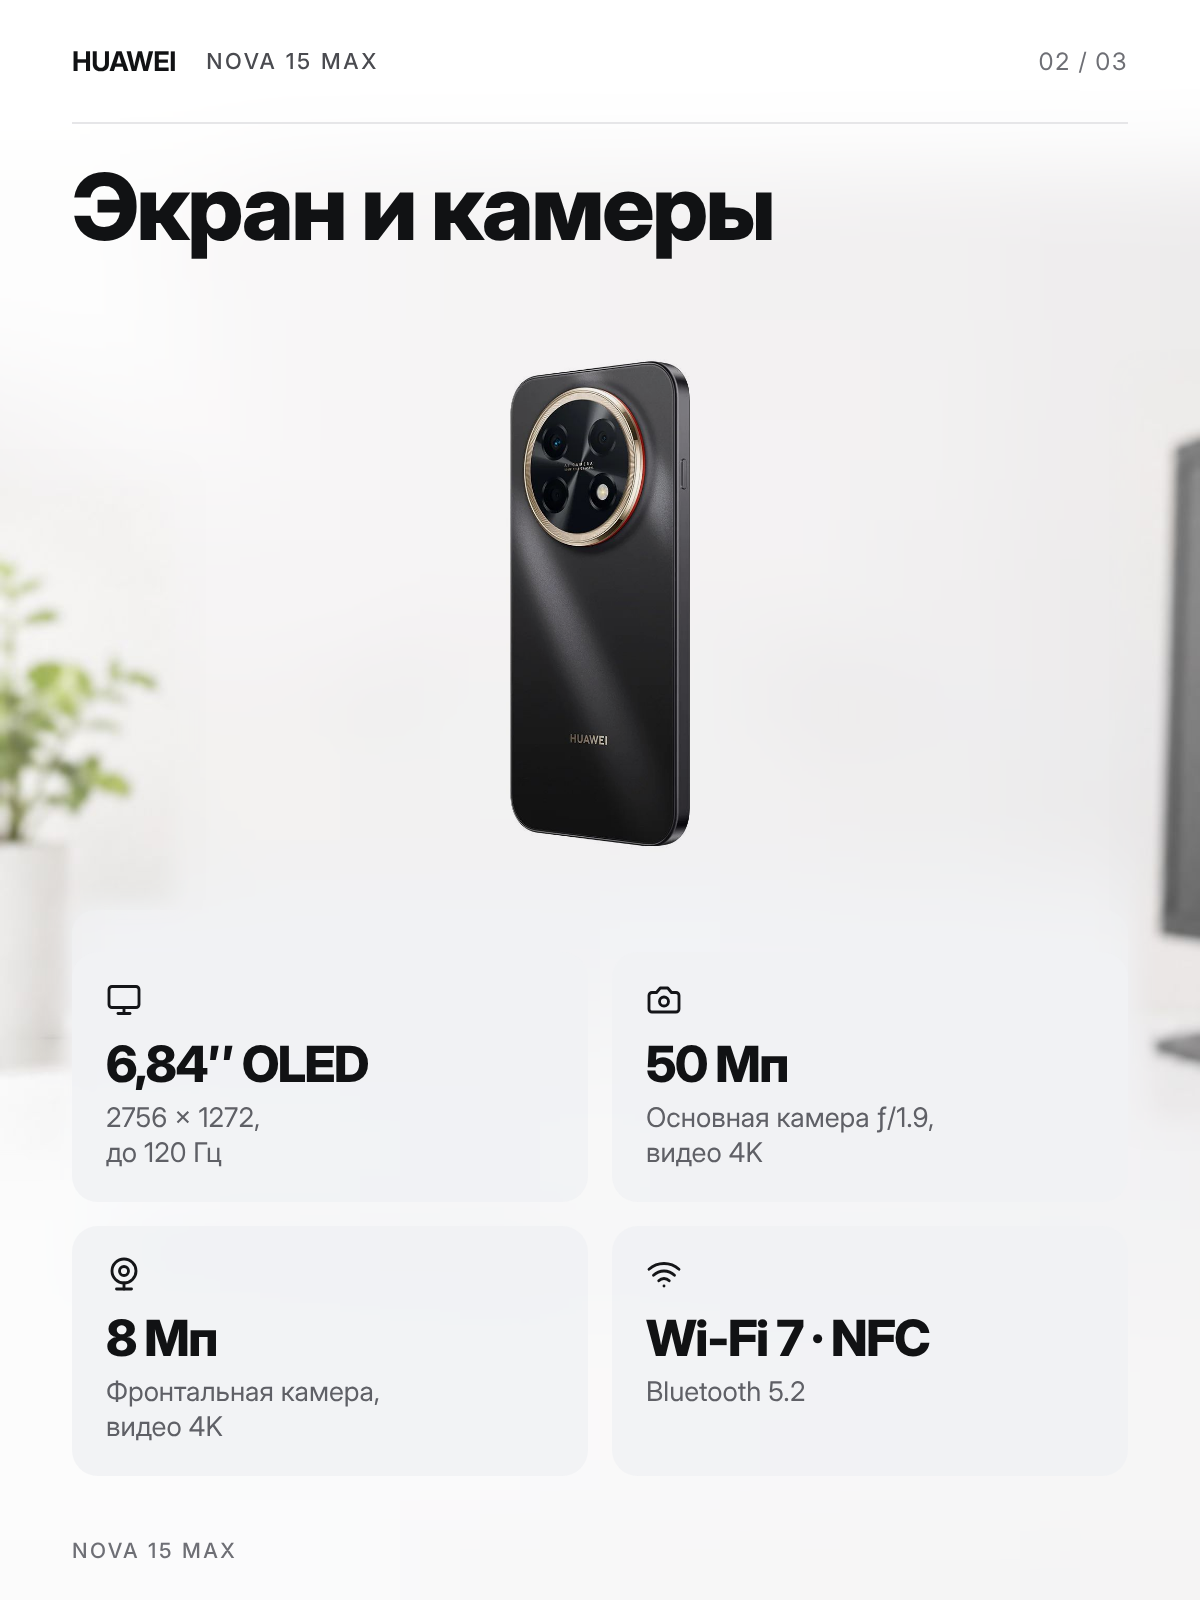 HUAWEI NOVA 15 MAX 02 / 03
Экран и камеры
HUAWEI
6,84″ OLED
2756 × 1272,
до 120 Гц
50 Мп
Основная камера ƒ/1.9,
видео 4K
8 Мп
Фронтальная камера,
видео 4K
Wi-Fi 7 · NFC
Bluetooth 5.2
NOVA 15 MAX